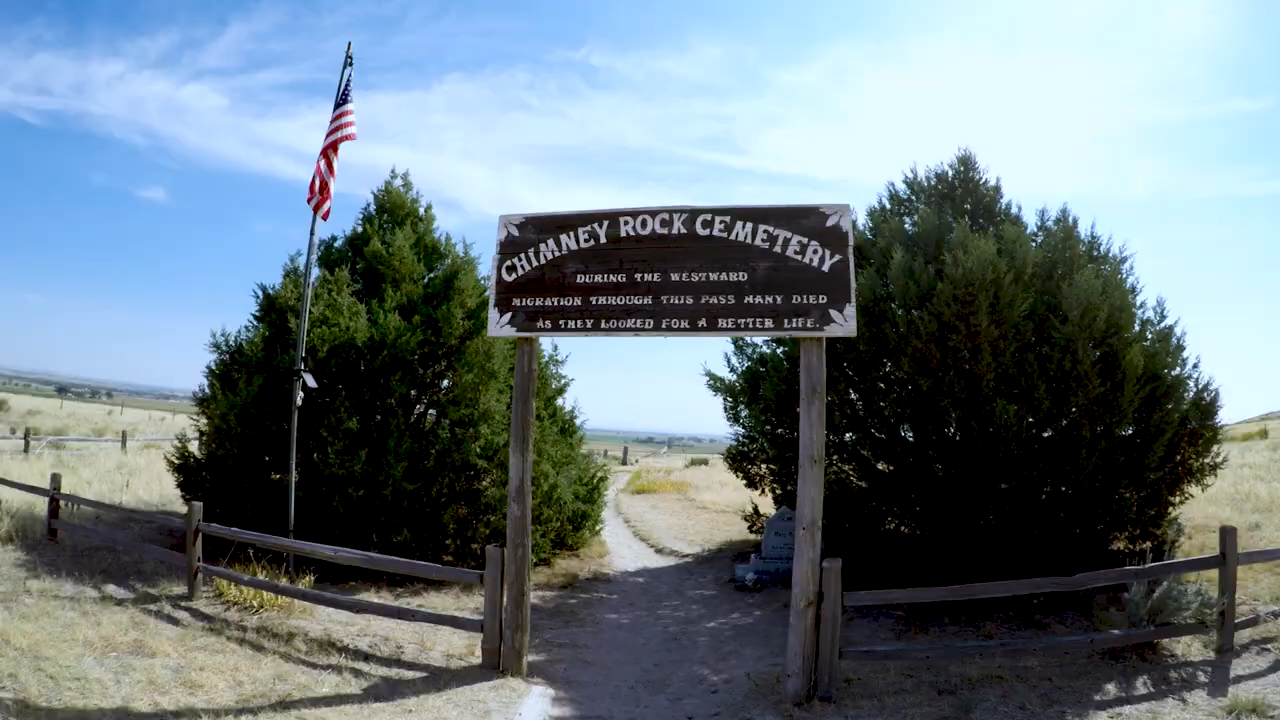 CHIMNEY ROCK CEMETERY
DURING THE WESTWARD
MIGRATION THROUGH THIS PASS MANY DIED
AS THEY LOOKED FOR A BETTER LIFE.